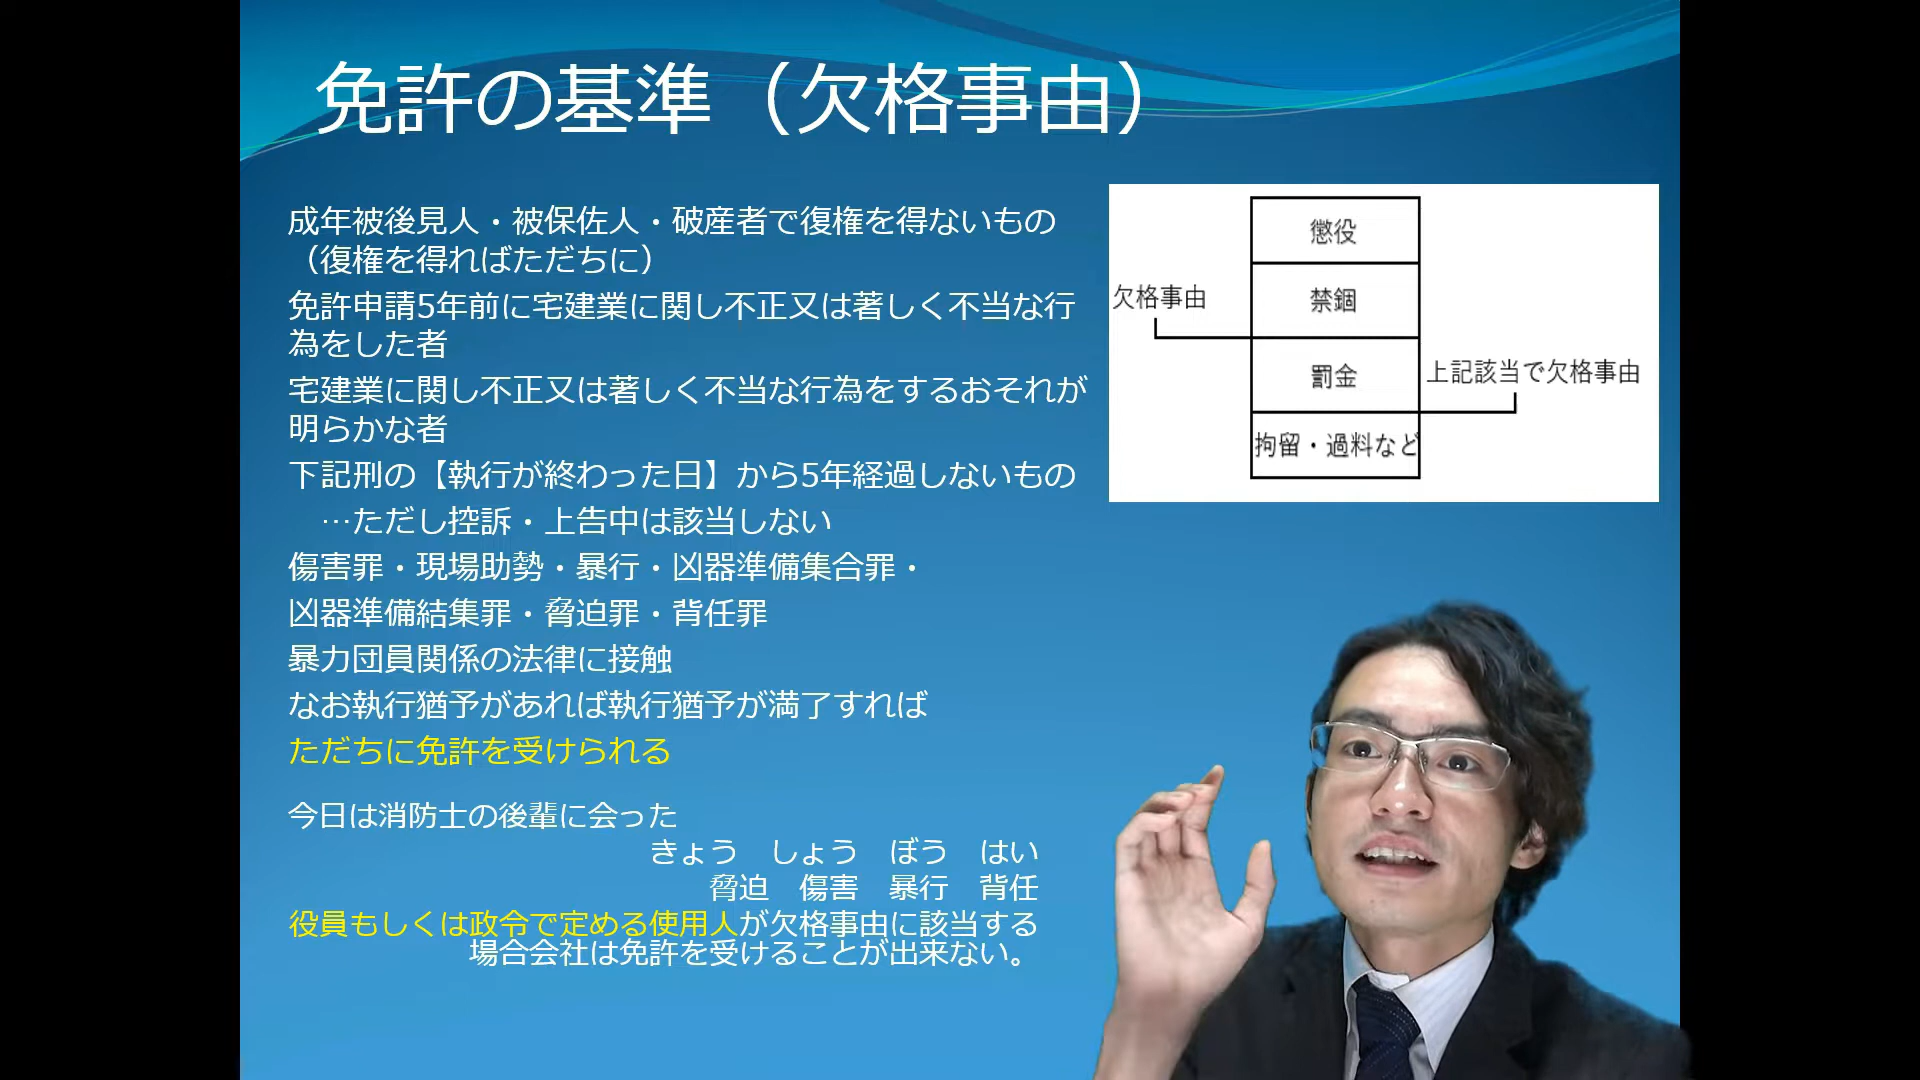 免許の基準（欠格事由）
成年被後見人・被保佐人・破産者で復権を得ないもの
（復権を得ればただちに）
免許申請5年前に宅建業に関し不正又は著しく不当な行
為をした者
宅建業に関し不正又は著しく不当な行為をするおそれが
明らかな者
下記刑の【執行が終わった日】から5年経過しないもの
…ただし控訴・上告中は該当しない
傷害罪・現場助勢・暴行・凶器準備集合罪・
凶器準備結集罪・脅迫罪・背任罪
暴力団員関係の法律に接触
なお執行猶予があれば執行猶予が満了すれば
ただちに免許を受けられる
今日は消防士の後輩に会った
きょう　しょう　ぼう　はい
脅迫　傷害　暴行　背任
役員もしくは政令で定める使用人が欠格事由に該当する
場合会社は免許を受けることが出来ない。
懲役
禁錮
欠格事由
罰金
上記該当で欠格事由
拘留・過料など